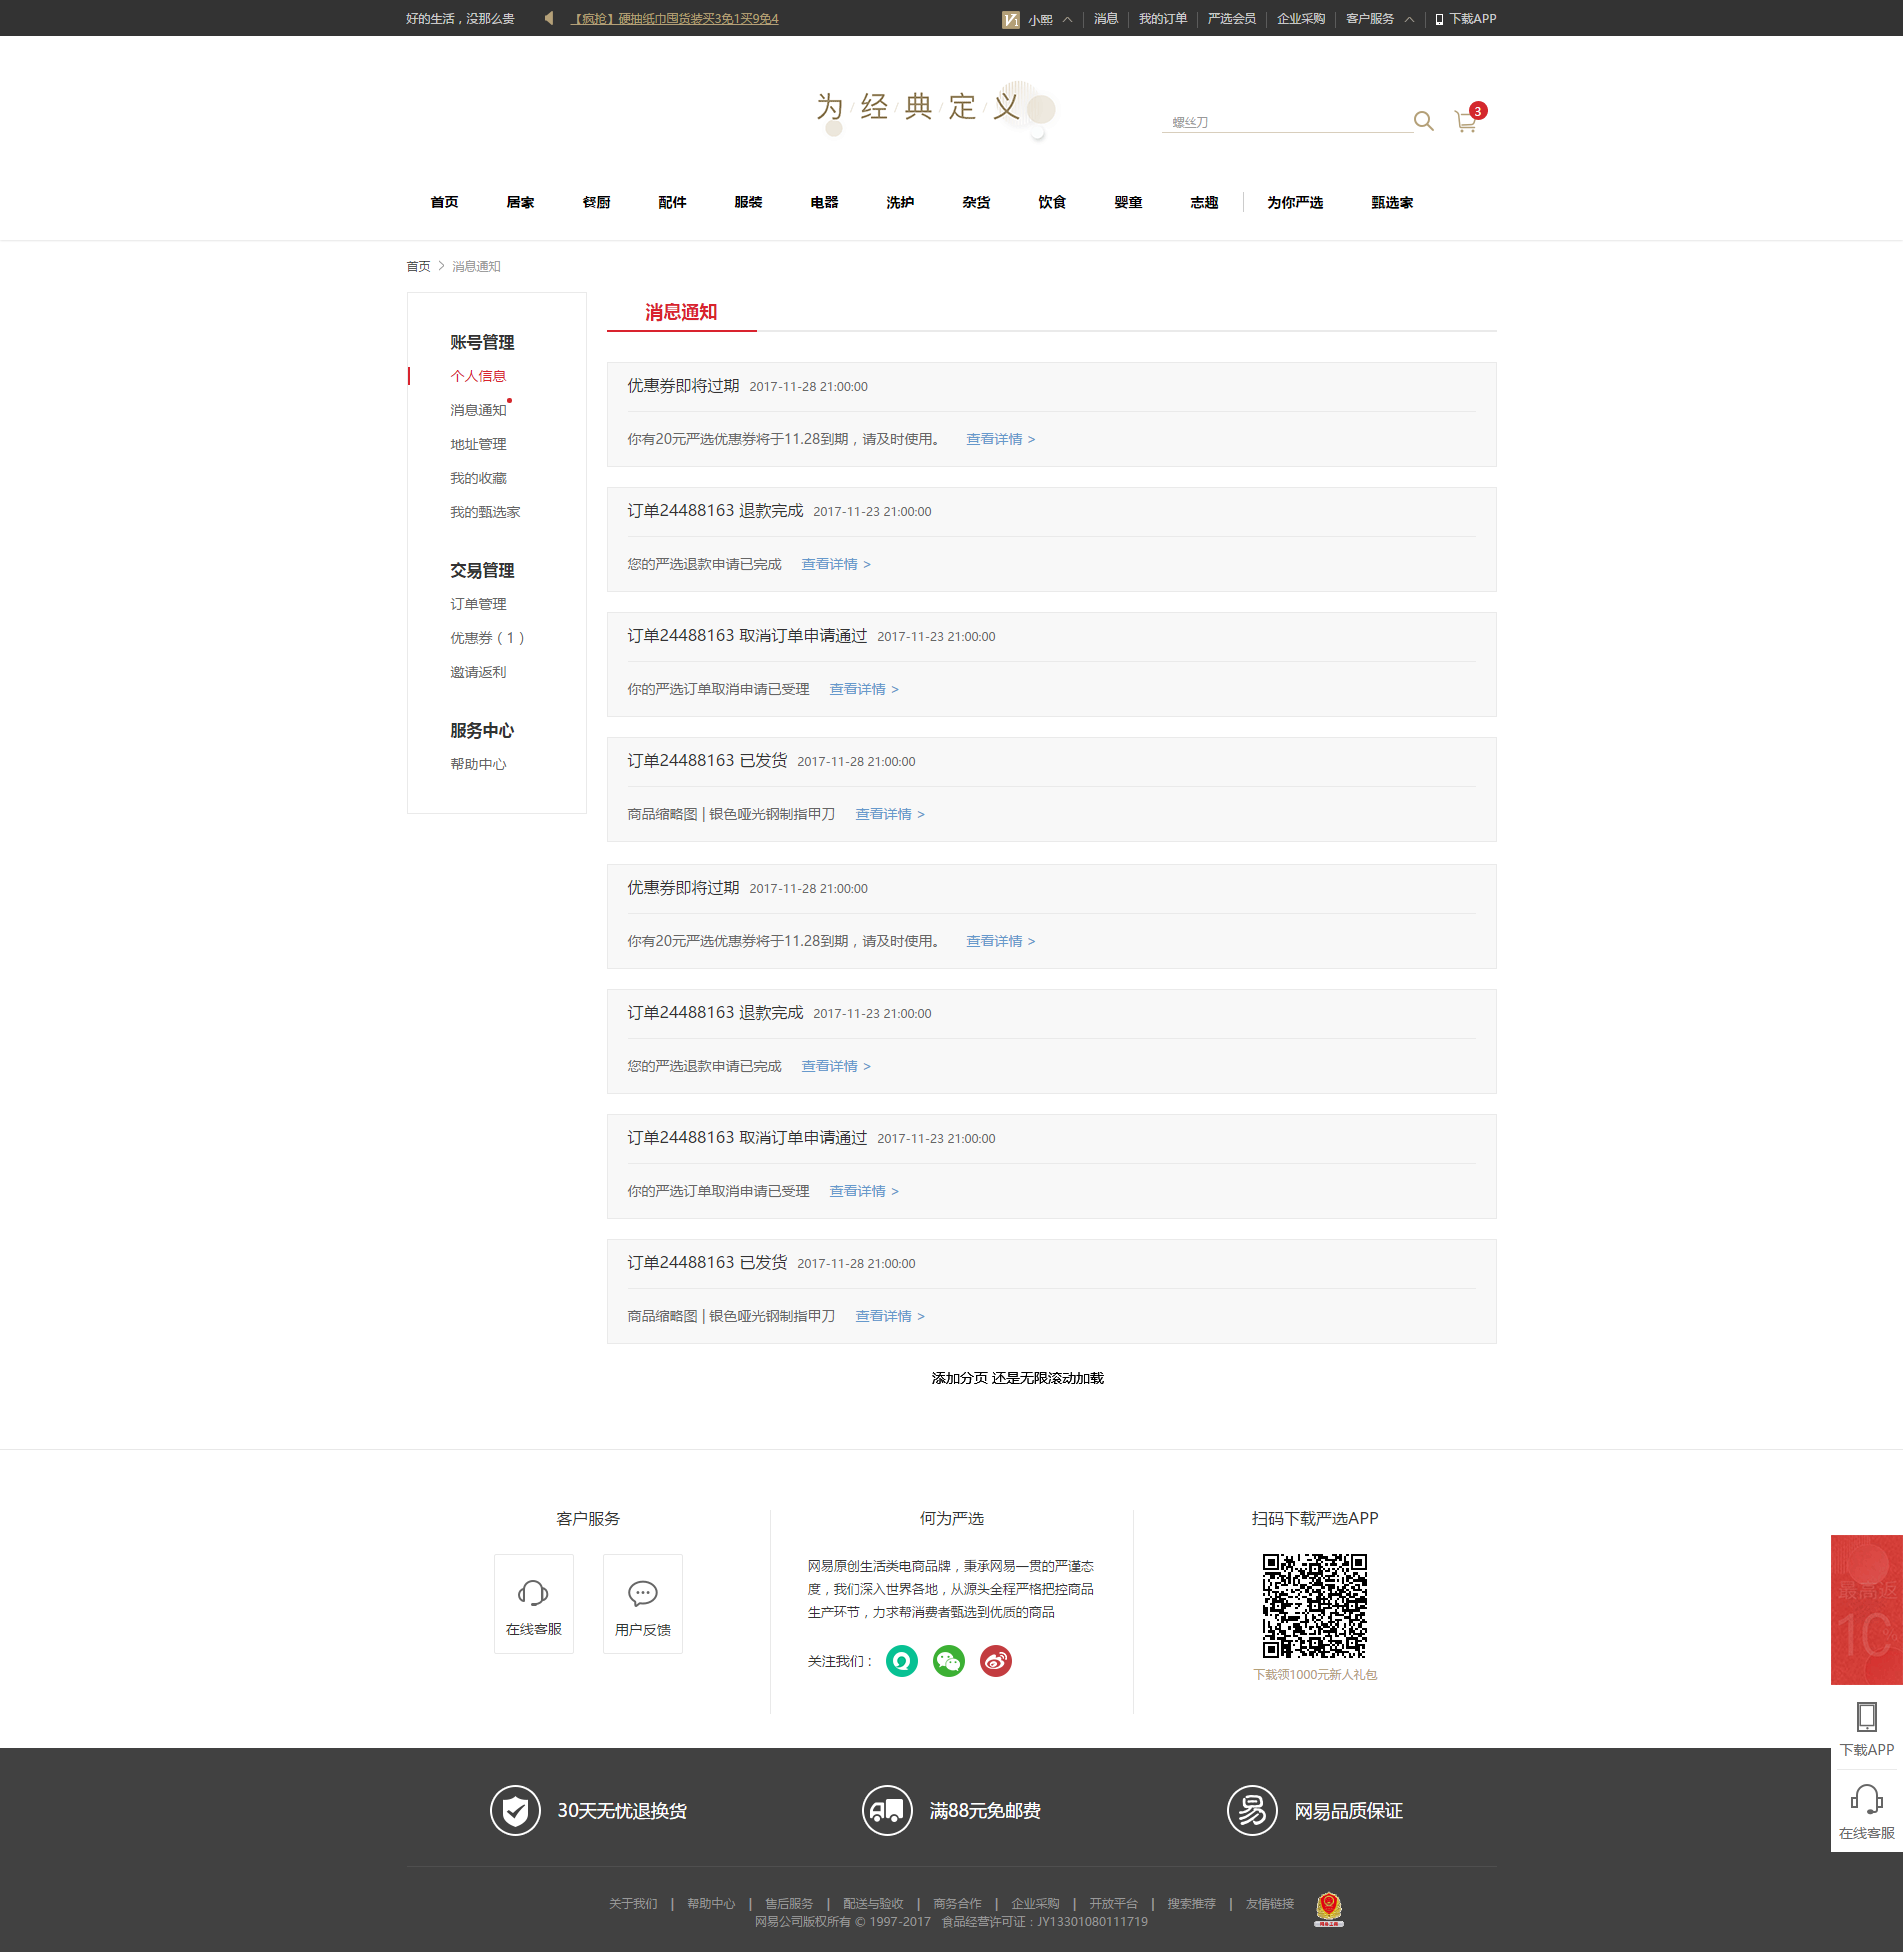 好的生活，没那么贵
【疯抢】硬抽纸巾囤货装买3免1买9免4
V1 小熙
消息
我的订单
严选会员
企业采购
客户服务
下载APP
为/经/典/定/义
螺丝刀
3
首页
居家
餐厨
配件
服装
电器
洗护
杂货
饮食
婴童
志趣
为你严选
甄选家
首页 > 消息通知
账号管理
个人信息
消息通知
地址管理
我的收藏
我的甄选家
交易管理
订单管理
优惠券（1）
邀请返利
服务中心
帮助中心
消息通知
优惠券即将过期 2017-11-28 21:00:00
你有20元严选优惠券将于11.28到期，请及时使用。 查看详情 >
订单24488163 退款完成 2017-11-23 21:00:00
您的严选退款申请已完成 查看详情 >
订单24488163 取消订单申请通过 2017-11-23 21:00:00
你的严选订单取消申请已受理 查看详情 >
订单24488163 已发货 2017-11-28 21:00:00
商品缩略图 | 银色哑光钢制指甲刀 查看详情 >
优惠券即将过期 2017-11-28 21:00:00
你有20元严选优惠券将于11.28到期，请及时使用。 查看详情 >
订单24488163 退款完成 2017-11-23 21:00:00
您的严选退款申请已完成 查看详情 >
订单24488163 取消订单申请通过 2017-11-23 21:00:00
你的严选订单取消申请已受理 查看详情 >
订单24488163 已发货 2017-11-28 21:00:00
商品缩略图 | 银色哑光钢制指甲刀 查看详情 >
添加分页 还是无限滚动加载
客户服务
在线客服
用户反馈
何为严选
网易原创生活类电商品牌，秉承网易一贯的严谨态
度，我们深入世界各地，从源头全程严格把控商品
生产环节，力求帮消费者甄选到优质的商品
关注我们：
扫码下载严选APP
下载领1000元新人礼包
最高返
10
下载APP
在线客服
30天无忧退换货
满88元免邮费
易 网易品质保证
关于我们 | 帮助中心 | 售后服务 | 配送与验收 | 商务合作 | 企业采购 | 开放平台 | 搜索推荐 | 友情链接
网易公司版权所有 © 1997-2017 食品经营许可证：JY13301080111719